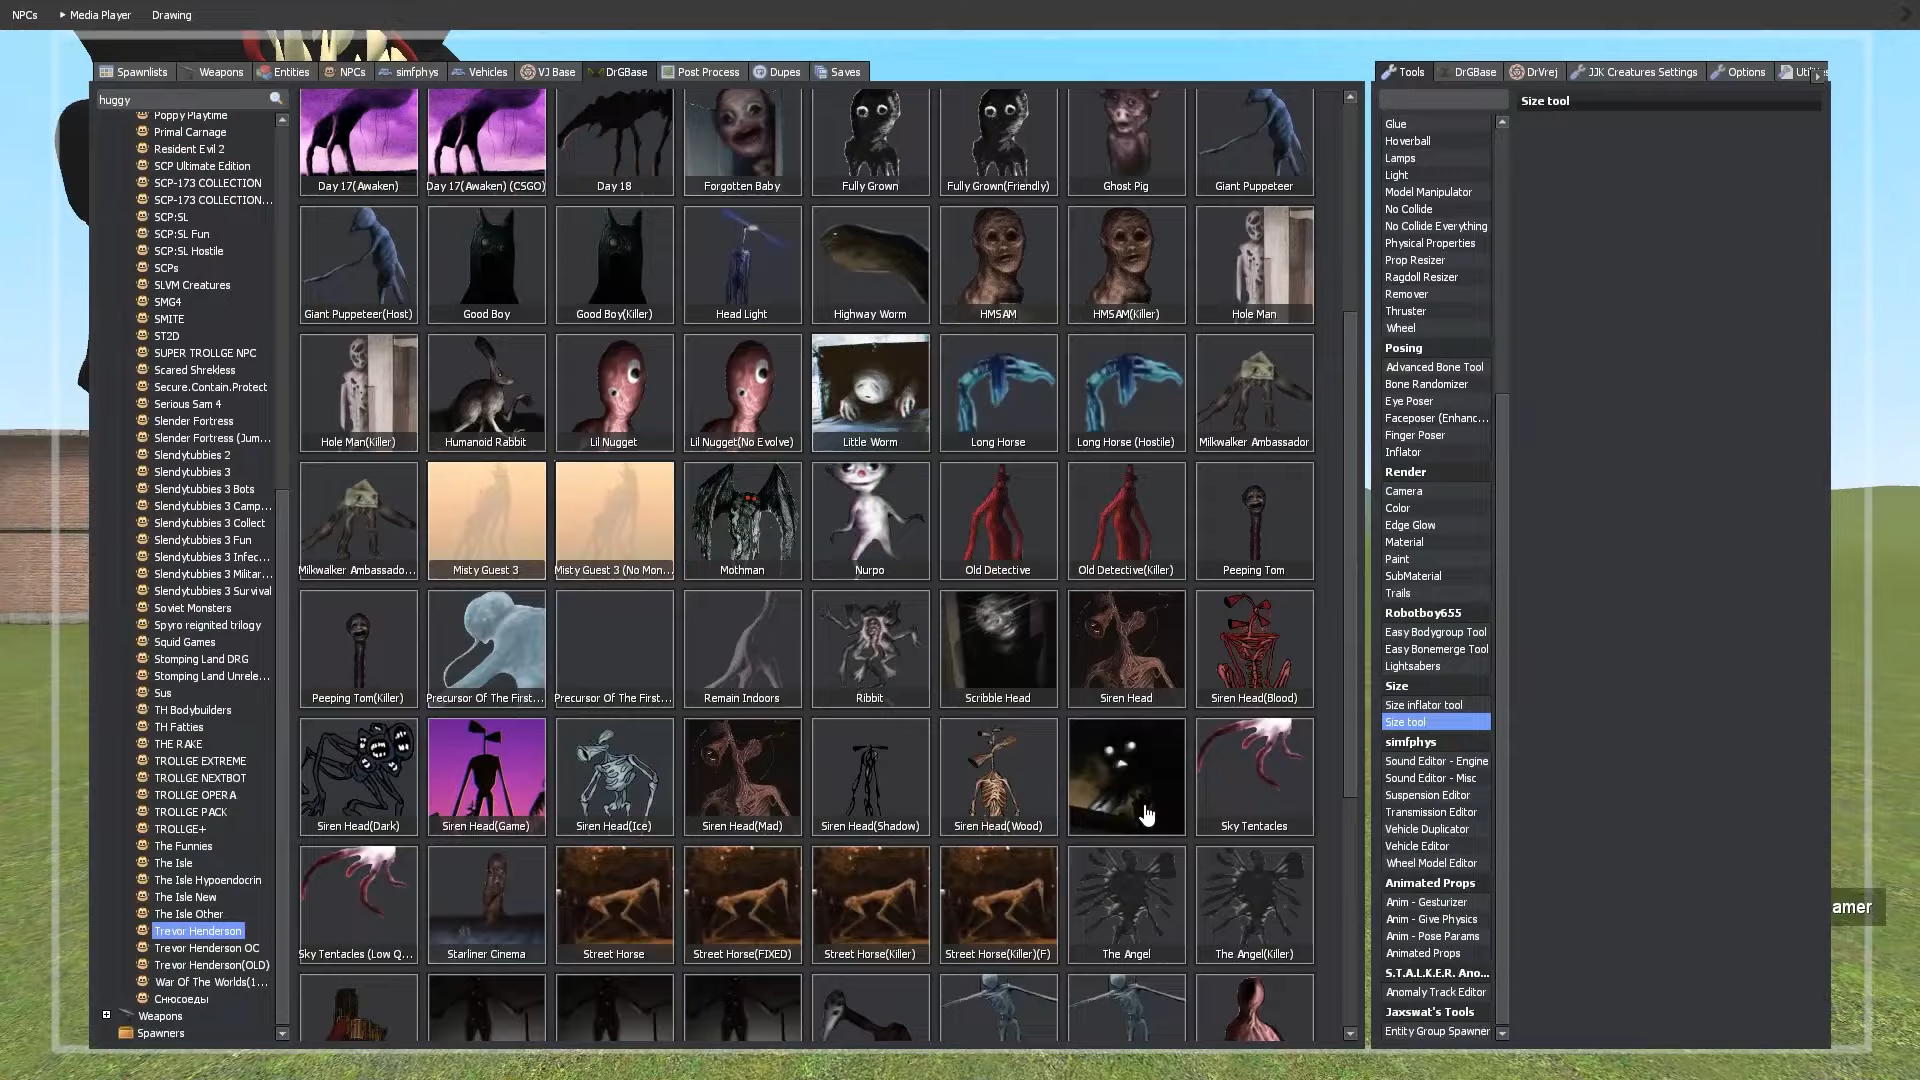 NPCs ▸ Media Player Drawing
Spawnlists Weapons Entities NPCs simfphys Vehicles VJ Base DrGBase Post Process Dupes Saves
Tools DrGBase DrVrej JJK Creatures Settings Options Utilities
huggy
Poppy Playtime
Primal Carnage
Resident Evil 2
SCP Ultimate Edition
SCP-173 COLLECTION
SCP-173 COLLECTION...
SCP:SL
SCP:SL Fun
SCP:SL Hostile
SCPs
SLVM Creatures
SMG4
SMITE
ST2D
SUPER TROLLGE NPC
Scared Shrekless
Secure.Contain.Protect
Serious Sam 4
Slender Fortress
Slender Fortress (Jum...
Slendytubbies 2
Slendytubbies 3
Slendytubbies 3 Bots
Slendytubbies 3 Camp...
Slendytubbies 3 Collect
Slendytubbies 3 Fun
Slendytubbies 3 Infec...
Slendytubbies 3 Militar...
Slendytubbies 3 Survival
Soviet Monsters
Spyro reignited trilogy
Squid Games
Stomping Land DRG
Stomping Land Unrele...
Sus
TH Bodybuilders
TH Fatties
THE RAKE
TROLLGE EXTREME
TROLLGE NEXTBOT
TROLLGE OPERA
TROLLGE PACK
TROLLGE+
The Funnies
The Isle
The Isle Hypoendocrin
The Isle New
The Isle Other
Trevor Henderson
Trevor Henderson OC
Trevor Henderson(OLD)
War Of The Worlds(1...
Снюсоеды
Weapons
Spawners
Day 17(Awaken) Day 17(Awaken) (CSGO) Day 18 Forgotten Baby Fully Grown Fully Grown(Friendly) Ghost Pig Giant Puppeteer
Giant Puppeteer(Host) Good Boy Good Boy(Killer) Head Light Highway Worm HMSAM HMSAM(Killer) Hole Man
Hole Man(Killer) Humanoid Rabbit Lil Nugget Lil Nugget(No Evolve) Little Worm Long Horse Long Horse (Hostile) Milkwalker Ambassador
Milkwalker Ambassado... Misty Guest 3 Misty Guest 3 (No Mon... Mothman Nurpo Old Detective Old Detective(Killer) Peeping Tom
Peeping Tom(Killer) Precursor Of The First... Precursor Of The First... Remain Indoors Ribbit Scribble Head Siren Head Siren Head(Blood)
Siren Head(Dark) Siren Head(Game) Siren Head(Ice) Siren Head(Mad) Siren Head(Shadow) Siren Head(Wood) Sky Tentacles
Sky Tentacles (Low Q... Starliner Cinema Street Horse Street Horse(FIXED) Street Horse(Killer) Street Horse(Killer)(F) The Angel The Angel(Killer)
Size tool
Glue
Hoverball
Lamps
Light
Model Manipulator
No Collide
No Collide Everything
Physical Properties
Prop Resizer
Ragdoll Resizer
Remover
Thruster
Wheel
Posing
Advanced Bone Tool
Bone Randomizer
Eye Poser
Faceposer (Enhanc...
Finger Poser
Inflator
Render
Camera
Color
Edge Glow
Material
Paint
SubMaterial
Trails
Robotboy655
Easy Bodygroup Tool
Easy Bonemerge Tool
Lightsabers
Size
Size inflator tool
Size tool
simfphys
Sound Editor - Engine
Sound Editor - Misc
Suspension Editor
Transmission Editor
Vehicle Duplicator
Vehicle Editor
Wheel Model Editor
Animated Props
Anim - Gesturizer
Anim - Give Physics
Anim - Pose Params
Animated Props
S.T.A.L.K.E.R. Ano...
Anomaly Track Editor
Jaxswat's Tools
Entity Group Spawner
amer